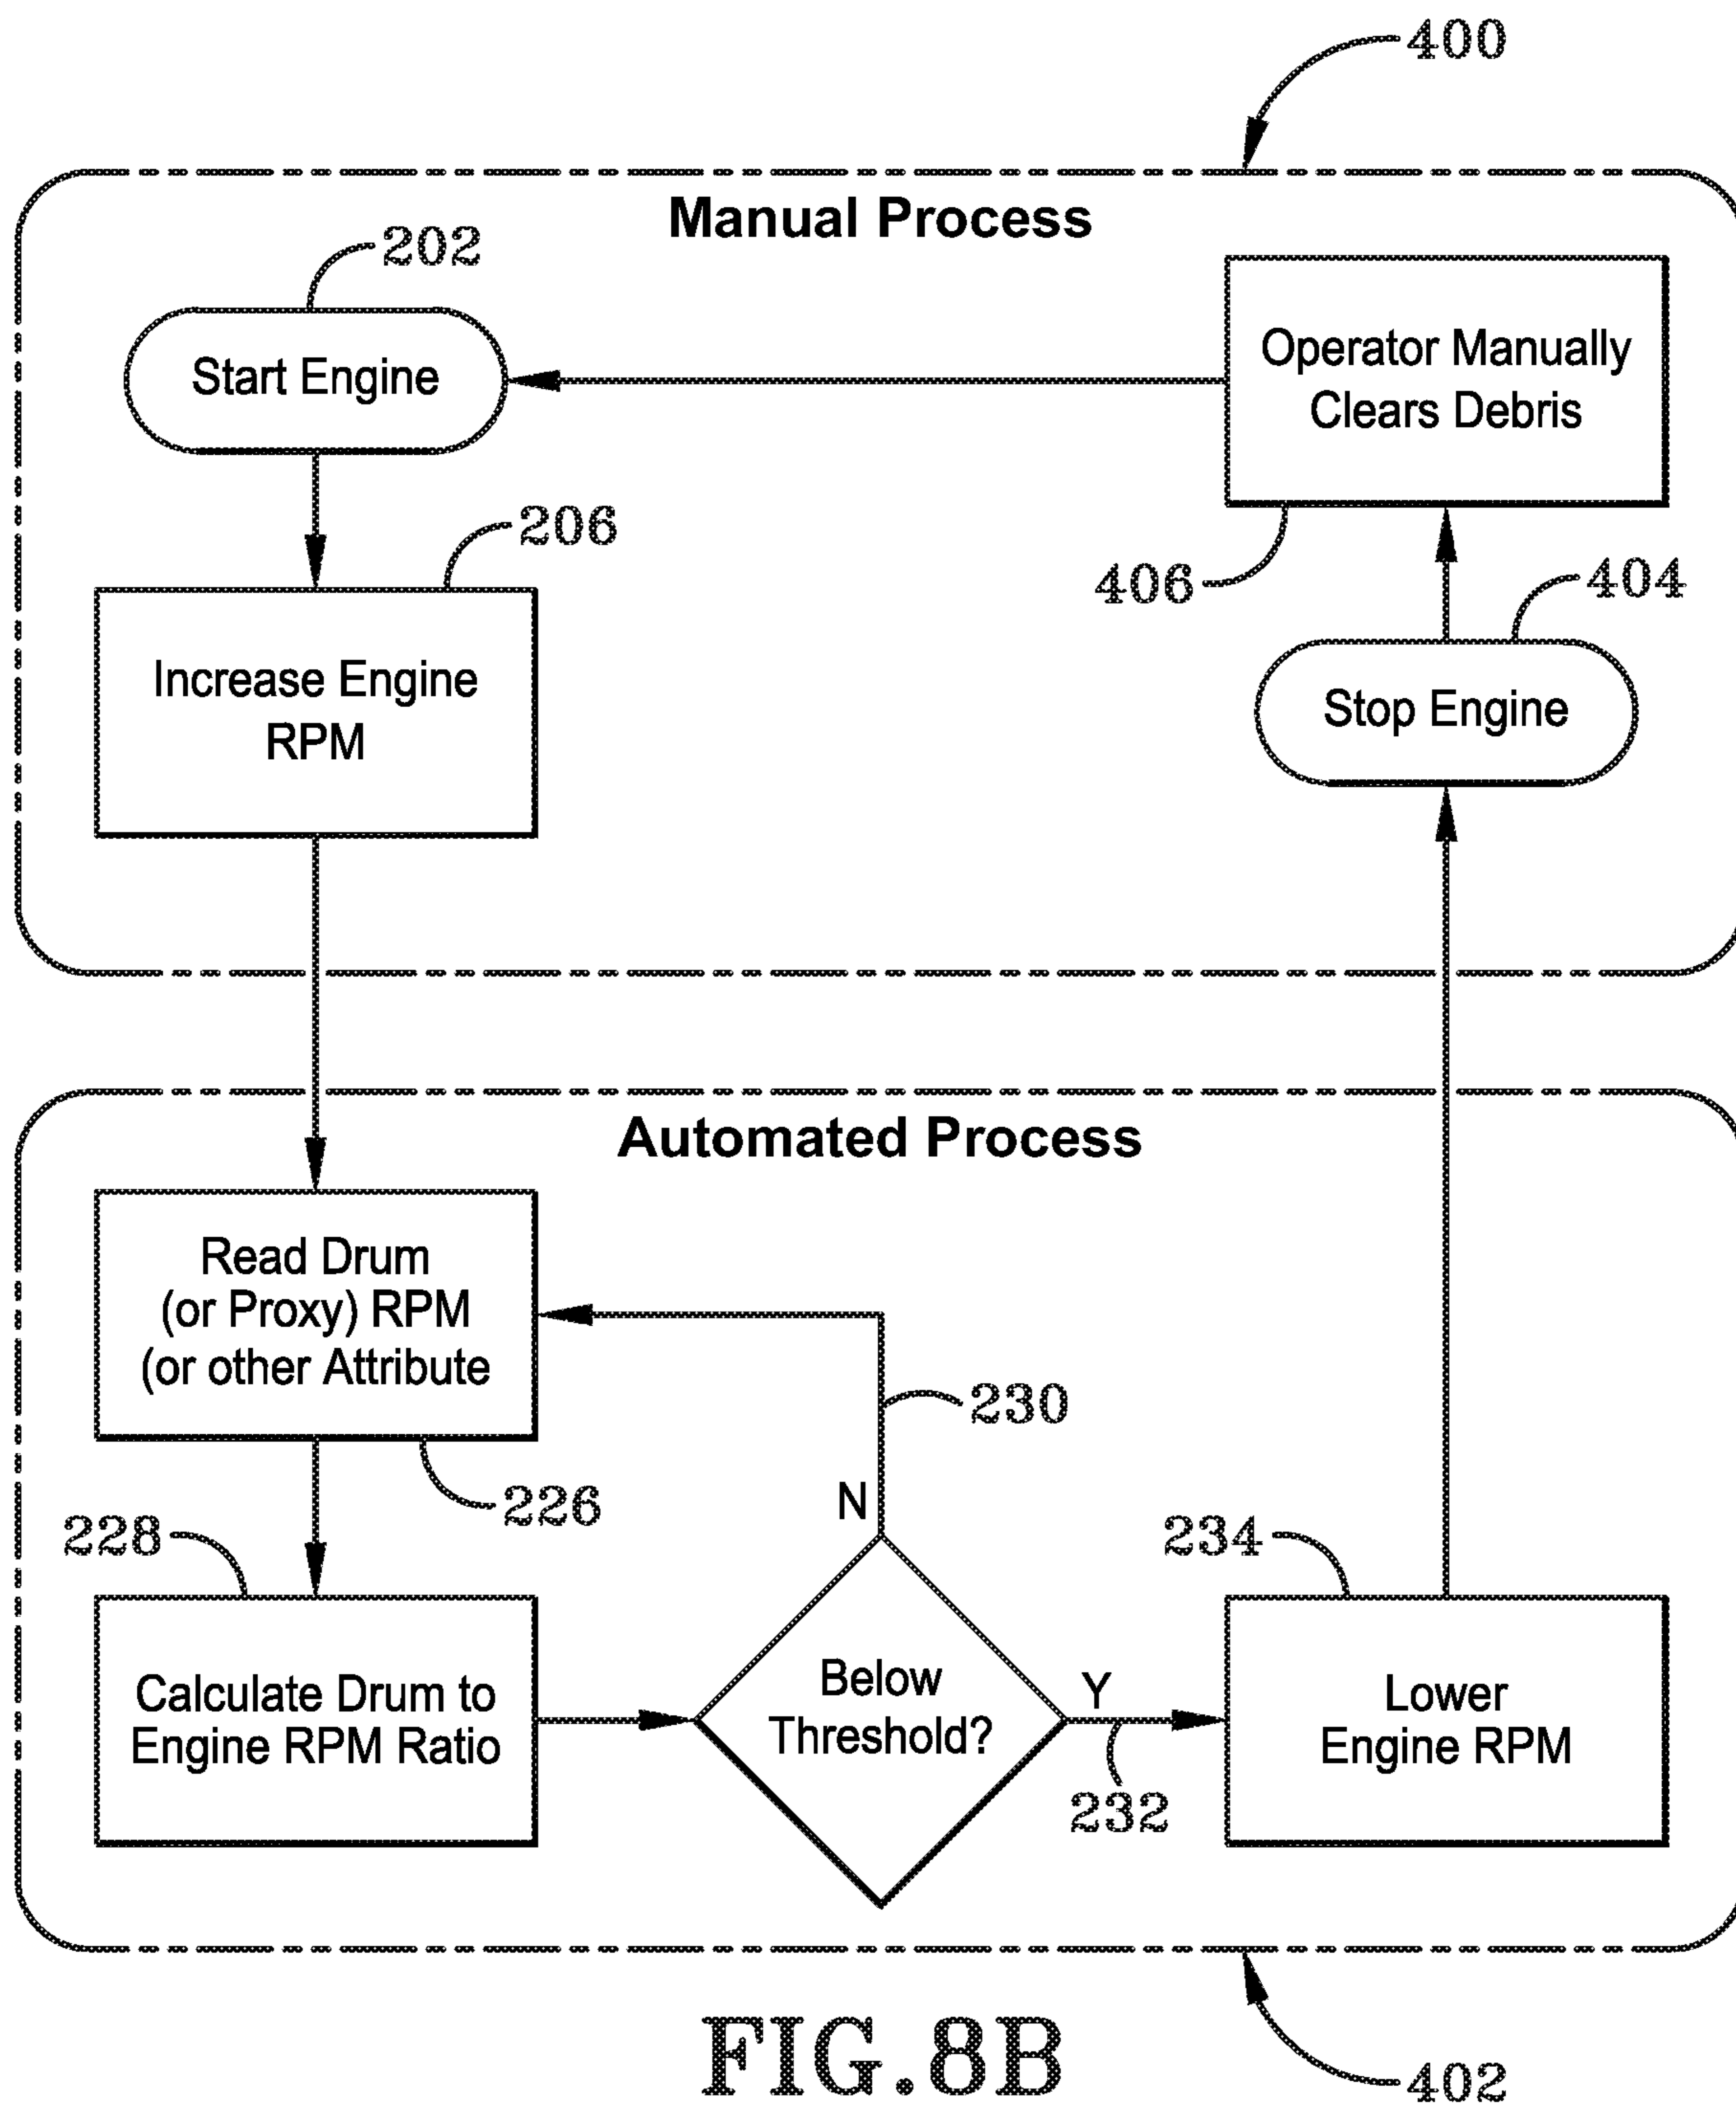 400
Manual Process
202
Start Engine
Operator Manually
Clears Debris
206
406
404
Increase Engine
RPM
Stop Engine
Automated Process
Read Drum
(or Proxy) RPM
(or other Attribute
230
226
N
228
234
Calculate Drum to
Engine RPM Ratio
Below
Threshold?
Y
232
Lower
Engine RPM
FIG.8B
402